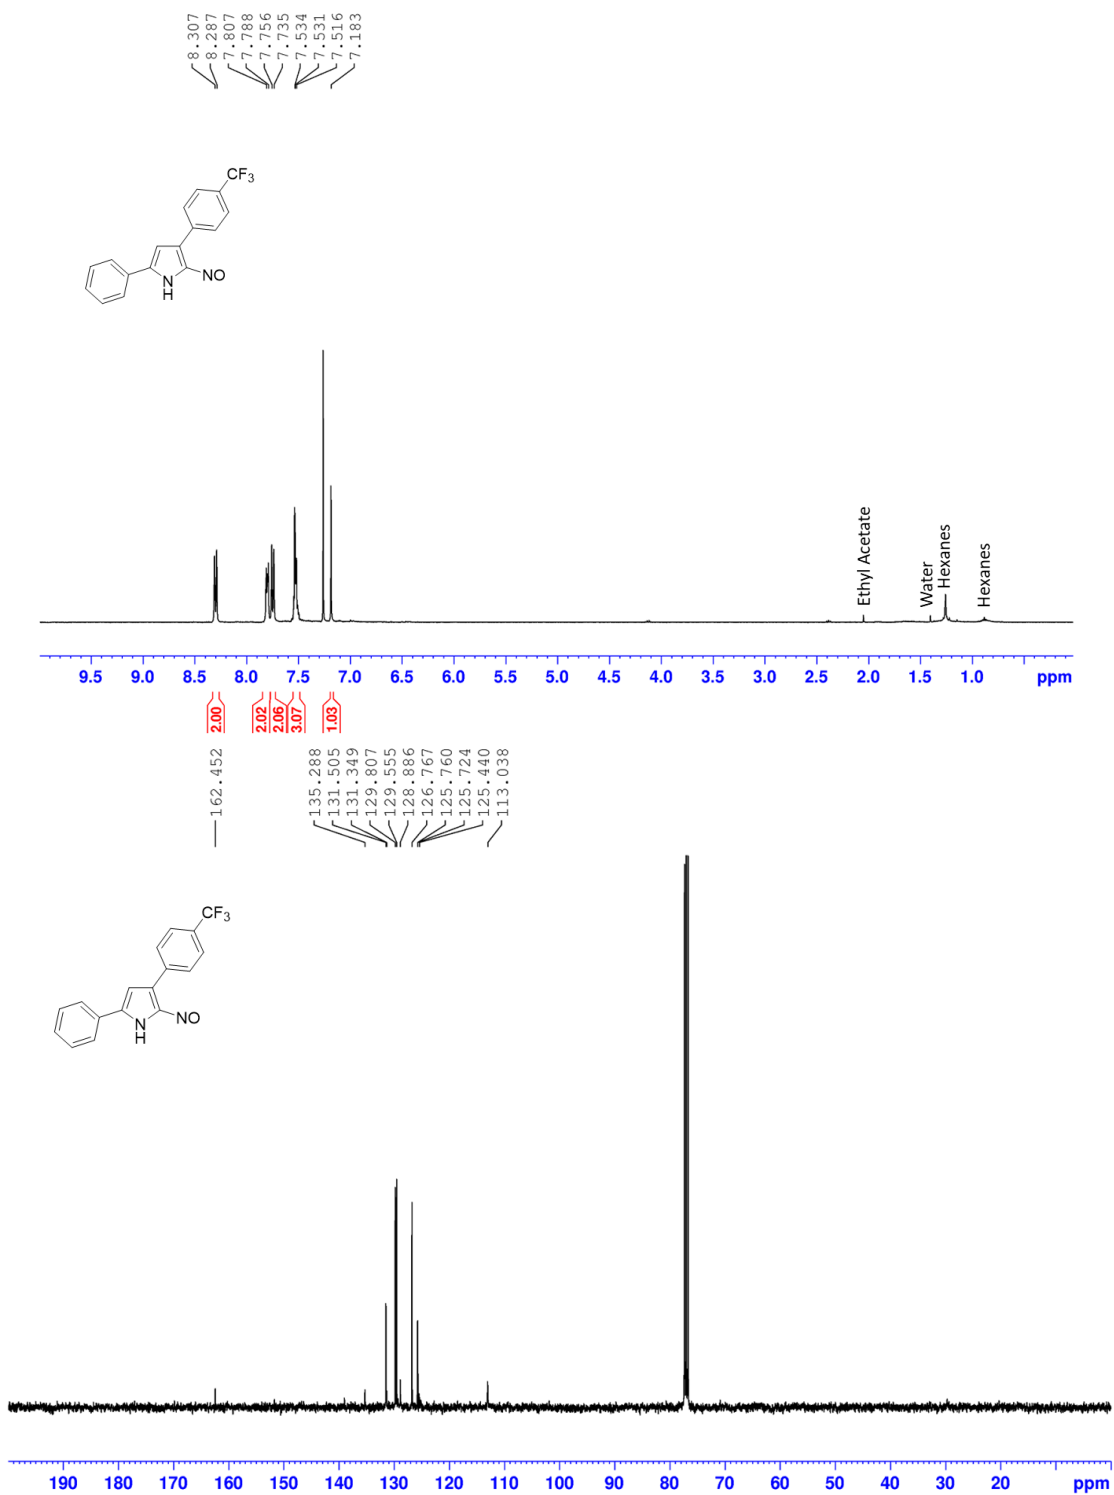 8.307
8.287
7.807
7.788
7.756
7.735
7.534
7.531
7.516
7.183
CF3
NO
N
H
Ethyl Acetate
Water
Hexanes
Hexanes
9.5 9.0 8.5 8.0 7.5 7.0 6.5 6.0 5.5 5.0 4.5 4.0 3.5 3.0 2.5 2.0 1.5 1.0 ppm
2.00
2.02
2.06
3.07
1.03
162.452
135.288
131.505
131.349
129.807
129.555
128.886
126.767
125.760
125.724
125.440
113.038
CF3
NO
N
H
190 180 170 160 150 140 130 120 110 100 90 80 70 60 50 40 30 20 ppm